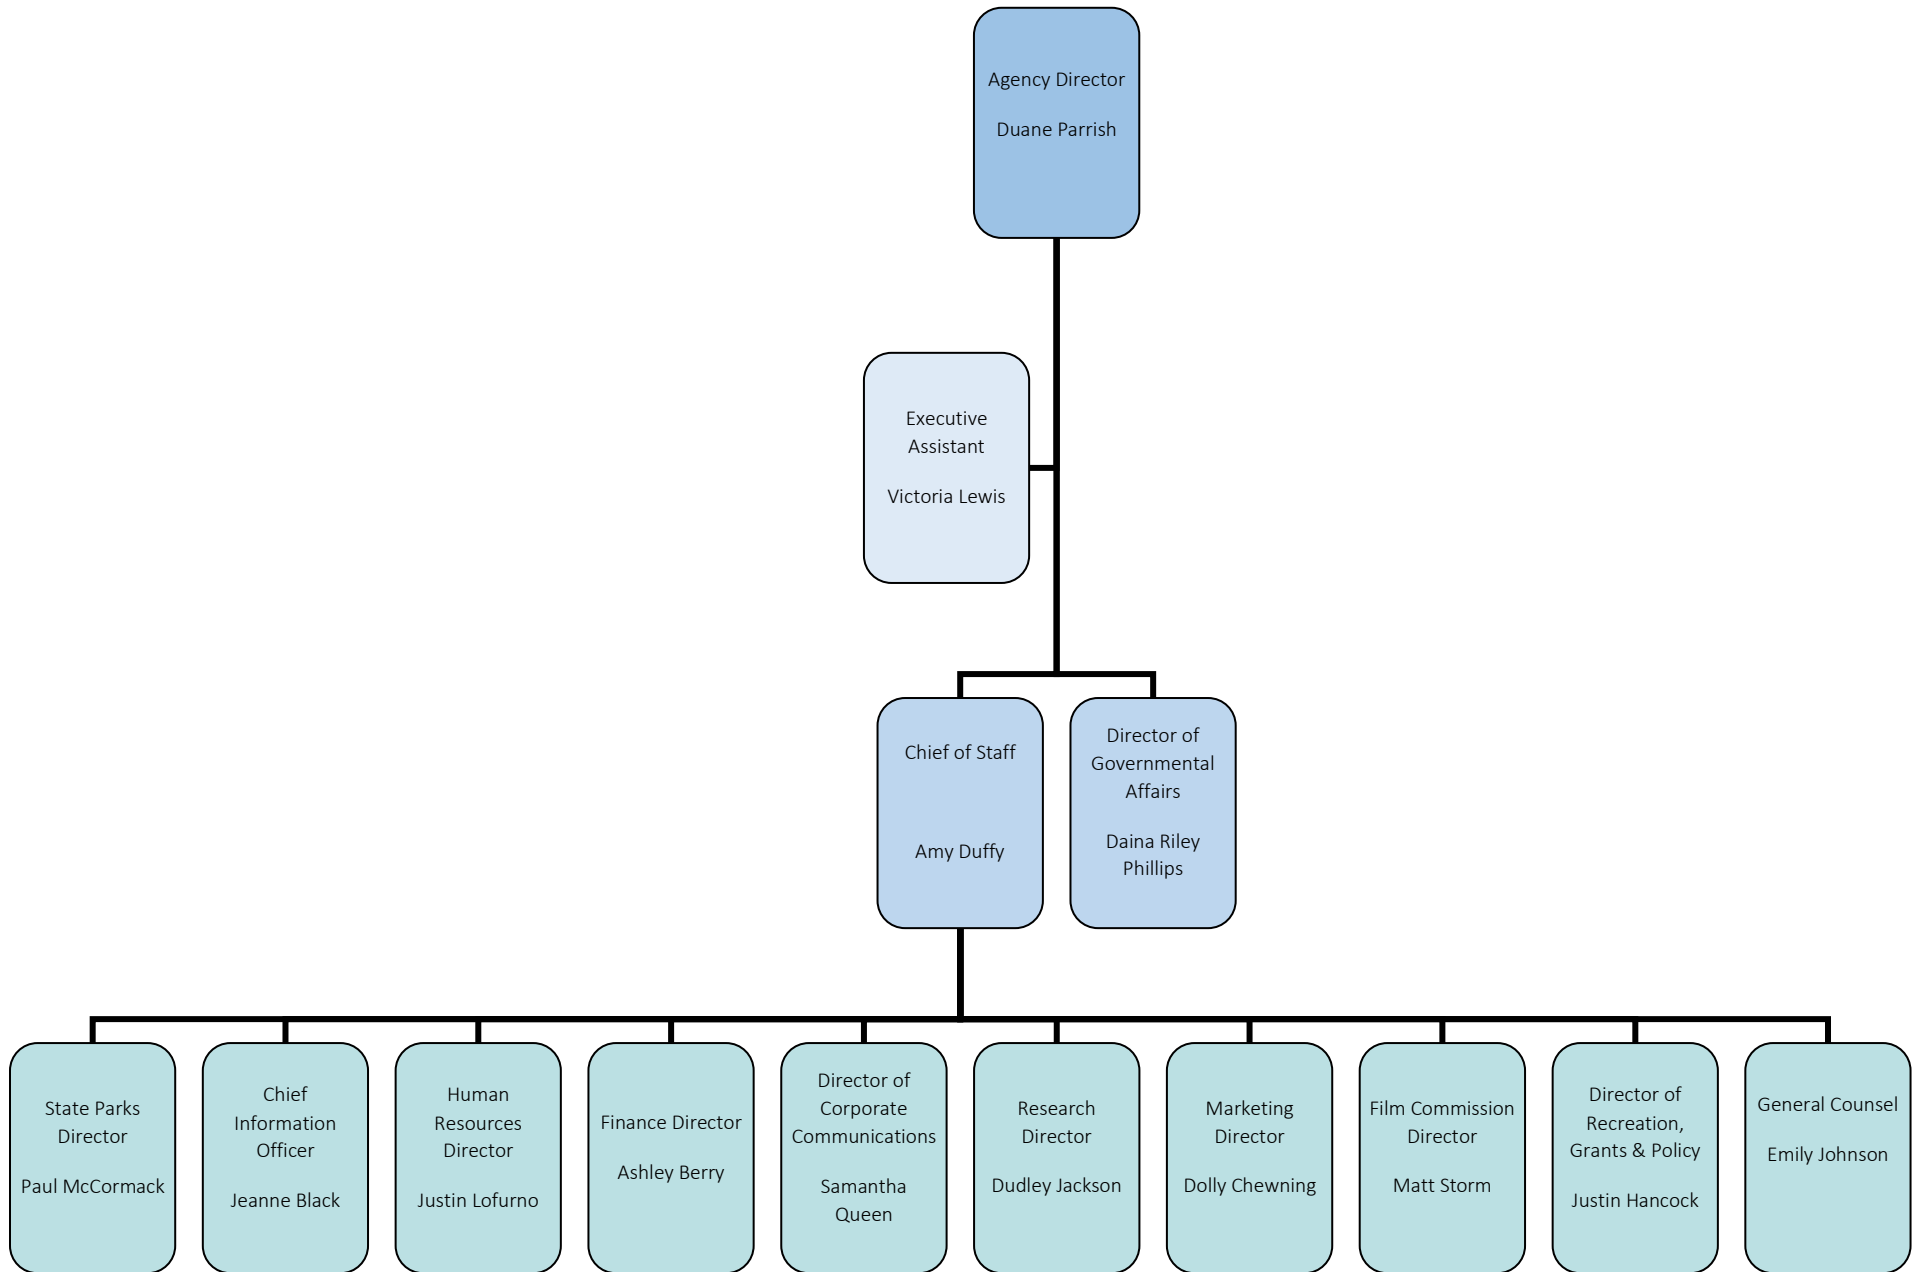 Agency Director
Duane Parrish
Executive
Assistant
Victoria Lewis
Chief of Staff
Amy Duffy
Director of
Governmental
Affairs
Daina Riley
Phillips
State Parks
Director
Paul McCormack
Chief
Information
Officer
Jeanne Black
Human
Resources
Director
Justin Lofurno
Finance Director
Ashley Berry
Director of
Corporate
Communications
Samantha
Queen
Research
Director
Dudley Jackson
Marketing
Director
Dolly Chewning
Film Commission
Director
Matt Storm
Director of
Recreation,
Grants & Policy
Justin Hancock
General Counsel
Emily Johnson